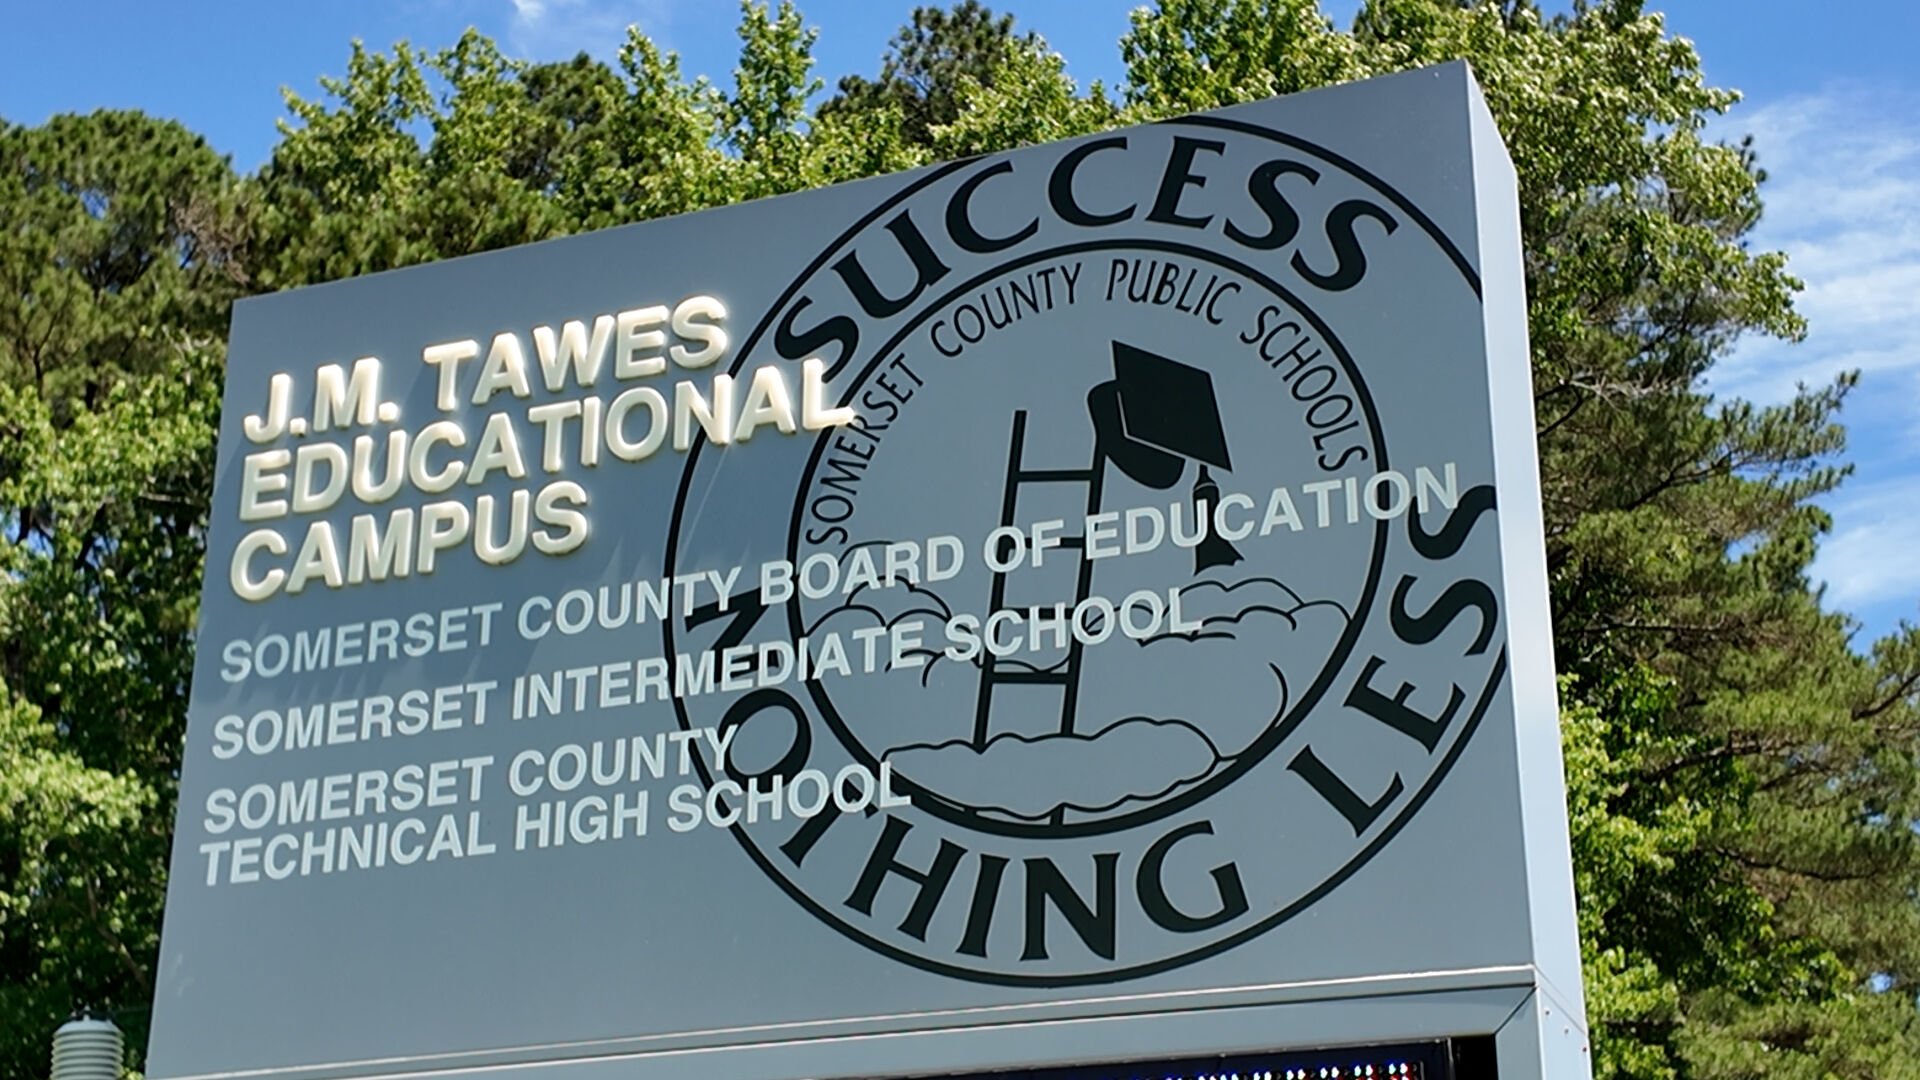 J.M. TAWES
EDUCATIONAL
CAMPUS
SOMERSET COUNTY BOARD OF EDUCATION
SOMERSET INTERMEDIATE SCHOOL
SOMERSET COUNTY
TECHNICAL HIGH SCHOOL
SUCCESS
SOMERSET COUNTY PUBLIC SCHOOLS
NOTHING LESS